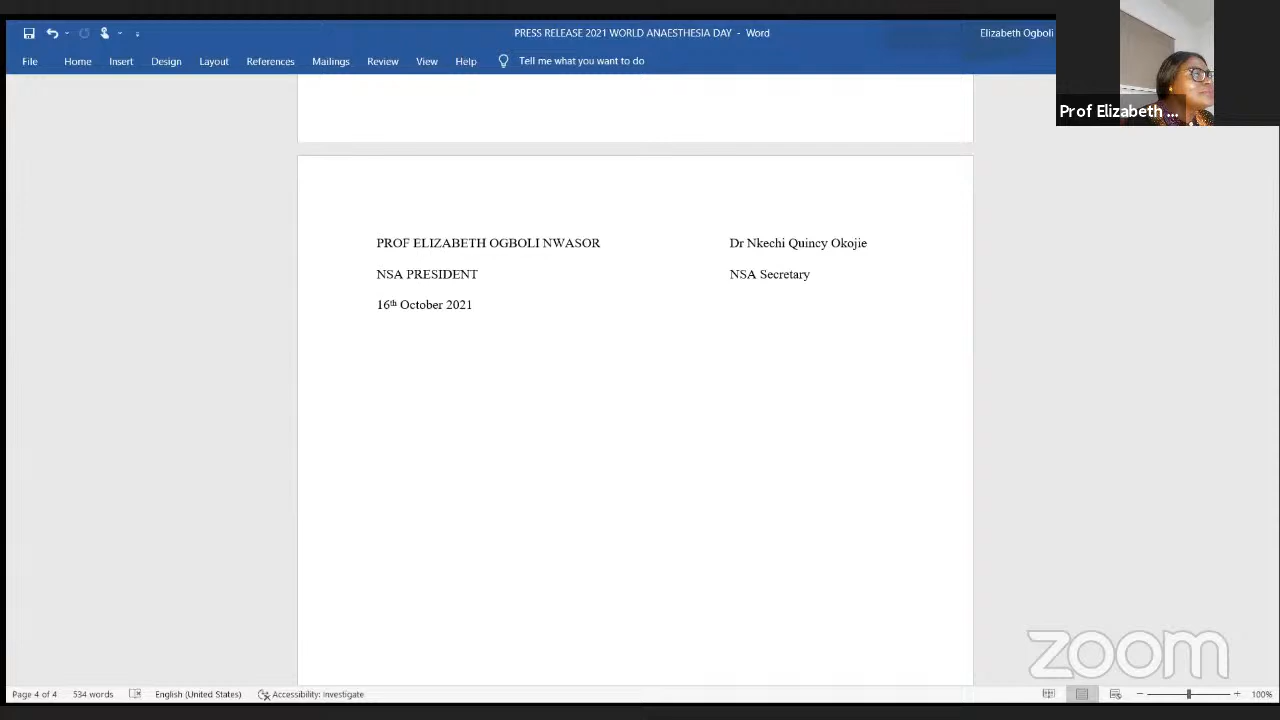 PRESS RELEASE 2021 WORLD ANAESTHESIA DAY - Word
Elizabeth Ogboli
File Home Insert Design Layout References Mailings Review View Help Tell me what you want to do
Prof Elizabeth ...
PROF ELIZABETH OGBOLI NWASOR Dr Nkechi Quincy Okojie
NSA PRESIDENT NSA Secretary
16th October 2021
zoom
Page 4 of 4 534 words English (United States) Accessibility: Investigate 100%